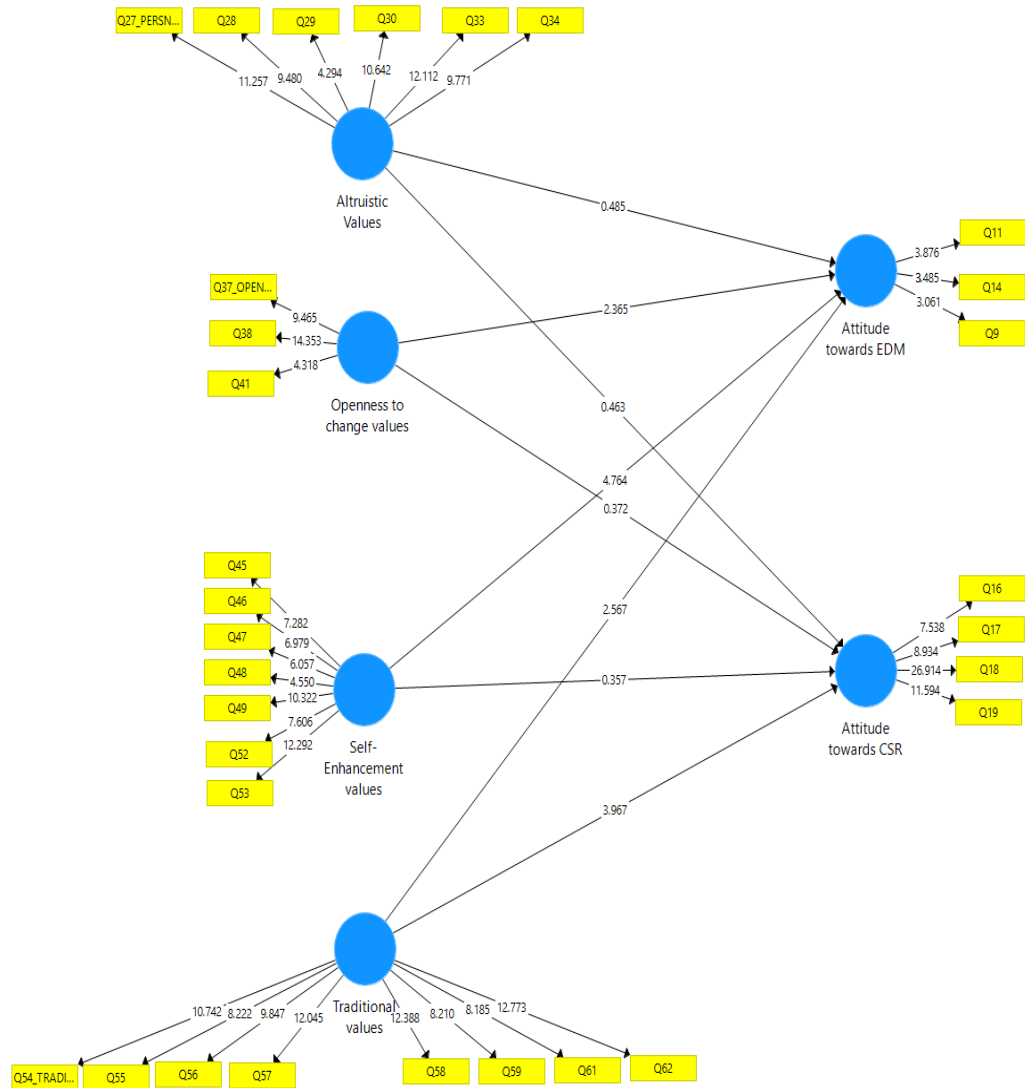 Q27_PERSN...
Q28
Q29
Q30
Q33
Q34
11.257
9.480
4.294
10.642
12.112
9.771
Altruistic
Values
0.485
Q11
3.876
Q14
3.485
Q9
3.061
Attitude
towards EDM
Q37_OPEN...
9.465
Q38
14.353
Q41
4.318
2.365
Openness to
change values
0.463
4.764
0.372
Q45
Q46
Q47
Q48
Q49
Q52
Q53
7.282
6.979
6.057
4.550
10.322
7.606
12.292
Self-
Enhancement
values
2.567
0.357
Q16
7.538
Q17
8.934
Q18
26.914
Q19
11.594
Attitude
towards CSR
3.967
Traditional
values
10.742
8.222
9.847
12.045
12.388
8.210
8.185
12.773
Q54_TRADI...
Q55
Q56
Q57
Q58
Q59
Q61
Q62